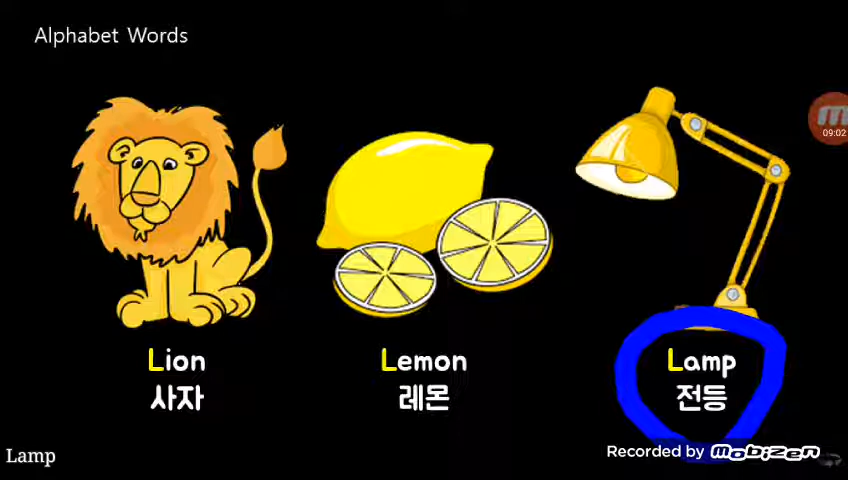 Alphabet Words
09:02
Lion
사자
Lemon
레몬
Lamp
전등
Recorded by mobizen
Lamp